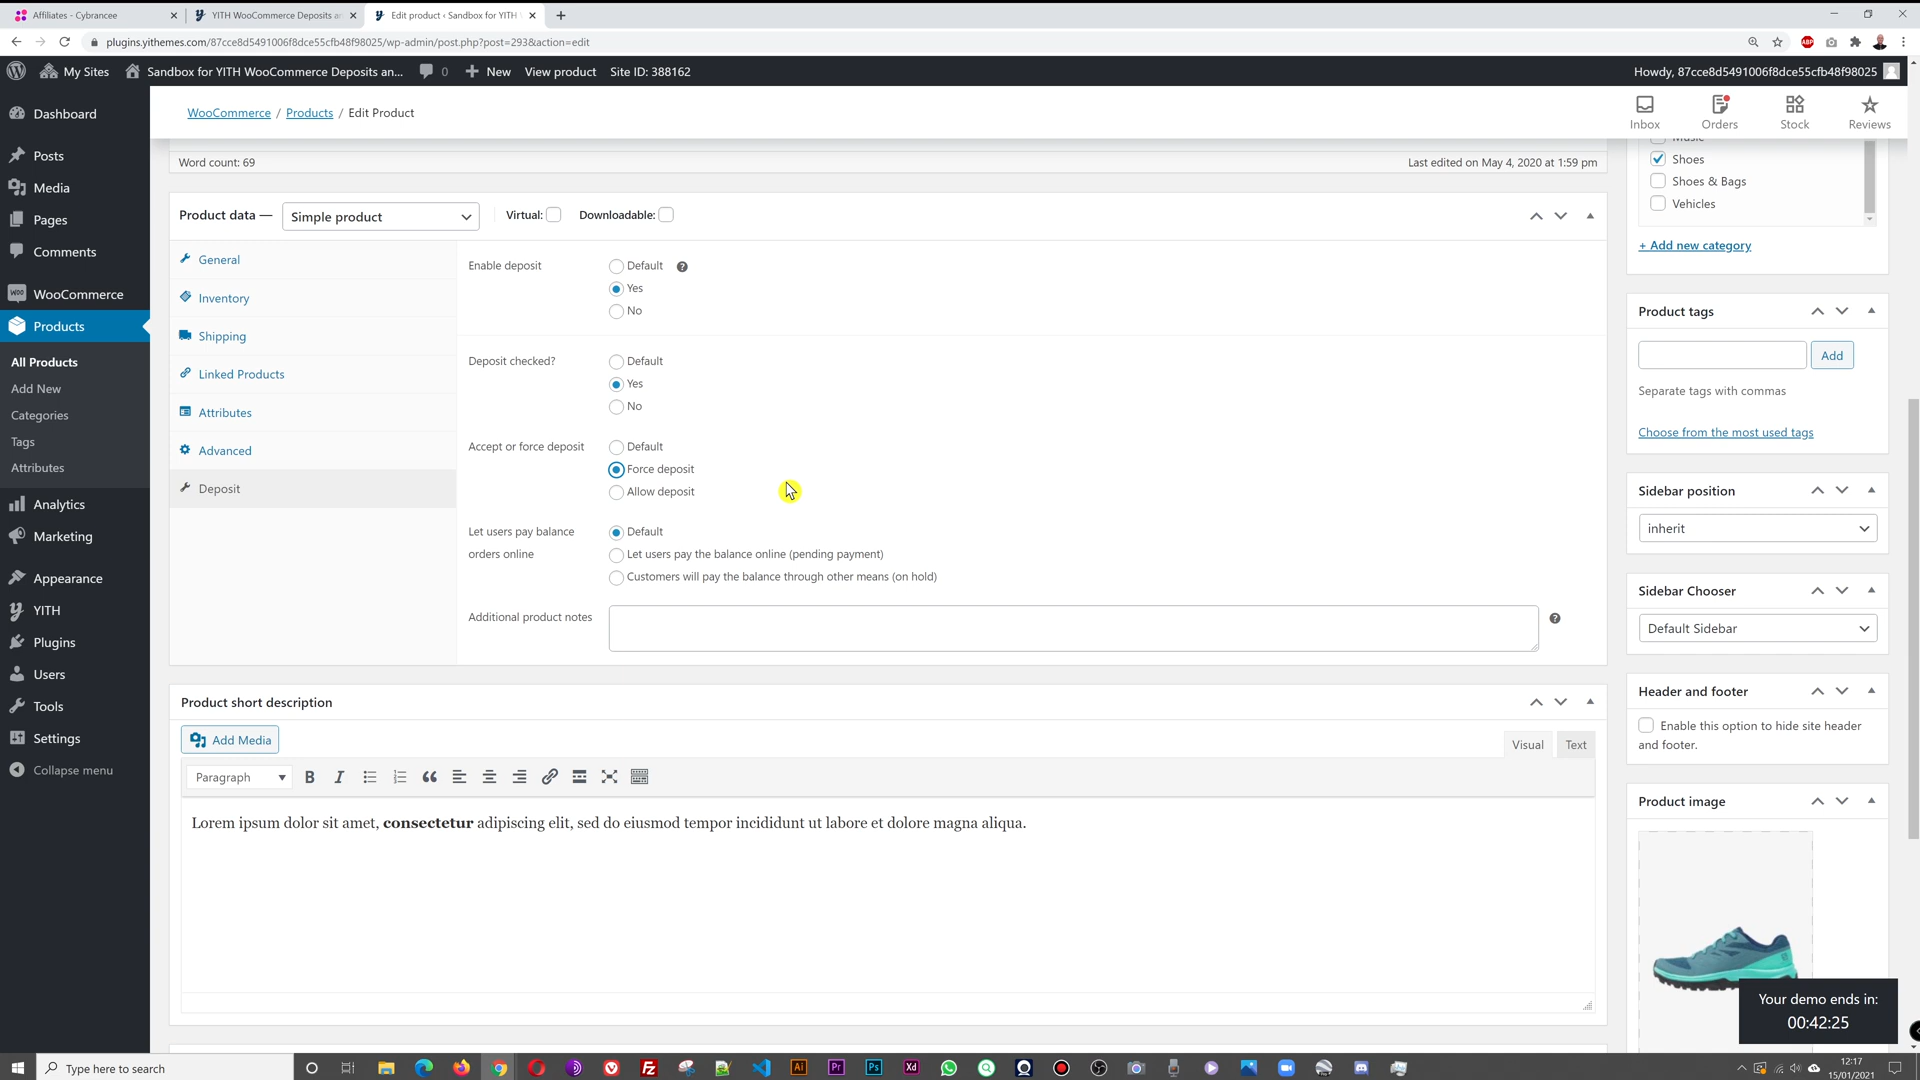 Affiliates - Cybrancee
YITH WooCommerce Deposits an
Edit product ‹ Sandbox for YITH
plugins.yithemes.com/87cce8d5491006f8dce55cfb48f98025/wp-admin/post.php?post=293&action=edit
ABP
My Sites
Sandbox for YITH WooCommerce Deposits an...
0
New
View product
Site ID: 388162
Howdy, 87cce8d5491006f8dce55cfb48f98025
Dashboard
Posts
Media
Pages
Comments
WooCommerce
Products
All Products
Add New
Categories
Tags
Attributes
Analytics
Marketing
Appearance
YITH
Plugins
Users
Tools
Settings
Collapse menu
WooCommerce / Products / Edit Product
Inbox
Orders
Stock
Reviews
Word count: 69
Last edited on May 4, 2020 at 1:59 pm
Product data —
Simple product
Virtual:
Downloadable:
General
Inventory
Shipping
Linked Products
Attributes
Advanced
Deposit
Enable deposit
Default
Yes
No
Deposit checked?
Default
Yes
No
Accept or force deposit
Default
Force deposit
Allow deposit
Let users pay balance
orders online
Default
Let users pay the balance online (pending payment)
Customers will pay the balance through other means (on hold)
Additional product notes
Product short description
Add Media
Visual
Text
Paragraph
Lorem ipsum dolor sit amet, consectetur adipiscing elit, sed do eiusmod tempor incididunt ut labore et dolore magna aliqua.
Music
Shoes
Shoes & Bags
Vehicles
+ Add new category
Product tags
Add
Separate tags with commas
Choose from the most used tags
Sidebar position
inherit
Sidebar Chooser
Default Sidebar
Header and footer
Enable this option to hide site header
and footer.
Product image
Your demo ends in:
00:42:25
Type here to search
12:17
15/01/2021